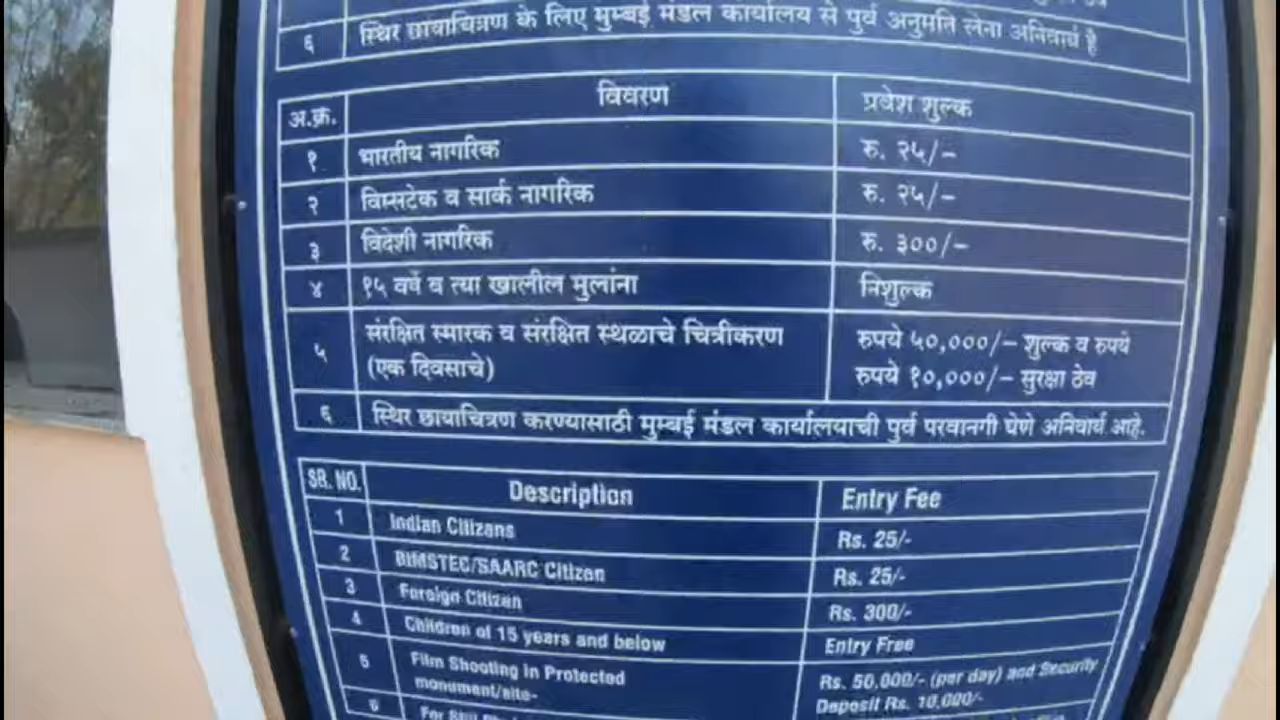 ६ स्थिर छायाचित्रण के लिए मुम्बई मंडल कार्यालय से पुर्व अनुमति लेना अनिवार्य है
अ.क्र. विवरण प्रवेश शुल्क
१ भारतीय नागरिक रु. २५/-
२ विम्सटेक व सार्क नागरिक रु. २५/-
३ विदेशी नागरिक रु. ३००/-
४ १५ वर्षे व त्या खालील मुलांना निशुल्क
५ संरक्षित स्मारक व संरक्षित स्थळाचे चित्रीकरण रुपये ५०,०००/- शुल्क व रुपये
(एक दिवसाचे) रुपये १०,०००/- सुरक्षा ठेव
६ स्थिर छायाचित्रण करण्यासाठी मुम्बई मंडल कार्यालयाची पुर्व परवानगी घेणे अनिवार्य आहे.
SR. NO. Description Entry Fee
1 Indian Citizans Rs. 25/-
2 BIMSTEC/SAARC Citizen Rs. 25/-
3 Foreign Citizen Rs. 300/-
4 Children of 15 years and below Entry Free
5 Film Shooting in Protected Rs. 50,000/- (per day) and Security
monument/site- Deposit Rs. 10,000/-
6 For Still